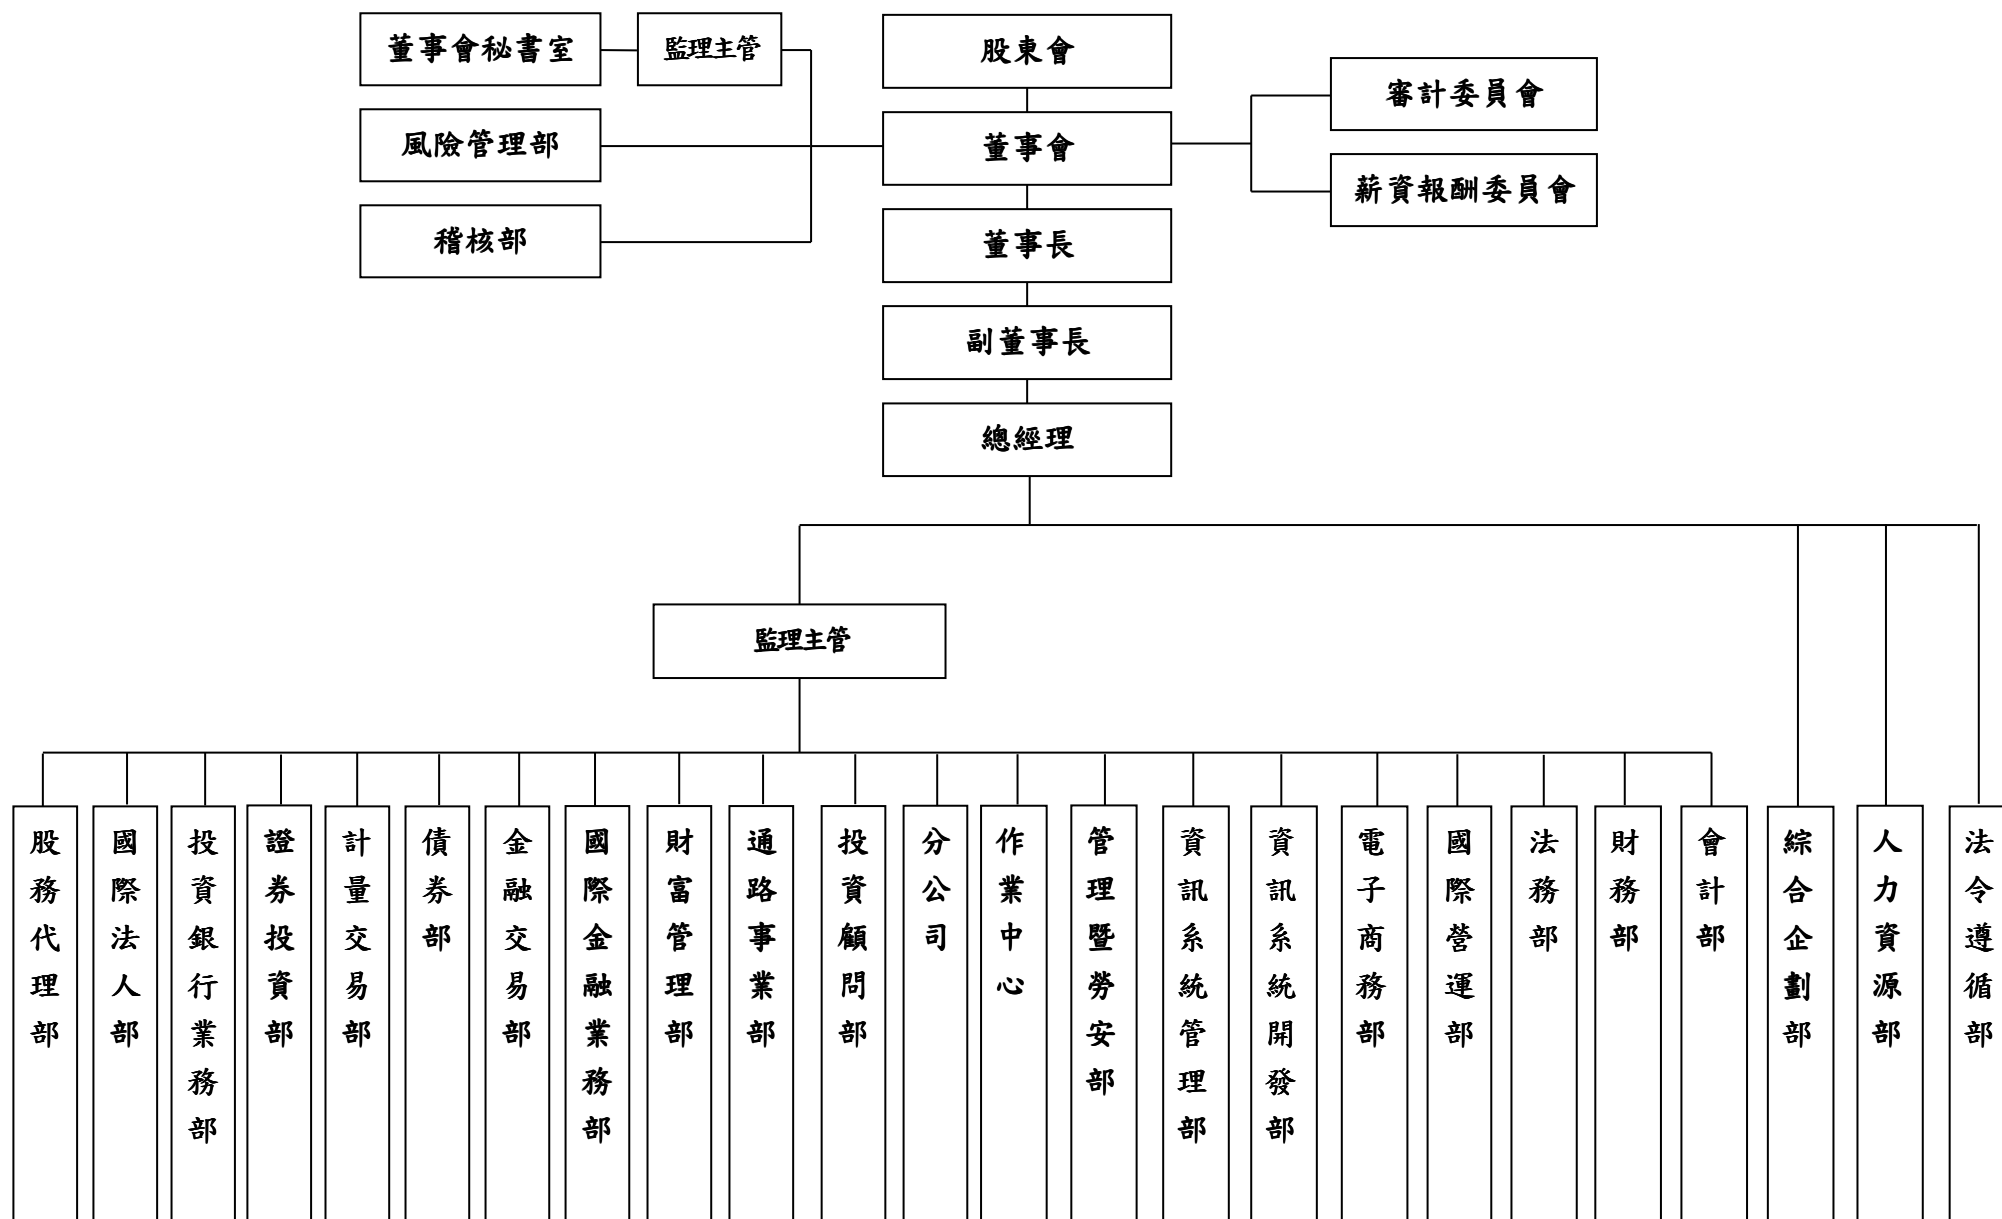 董事會秘書室
監理主管
股東會
審計委員會
風險管理部
董事會
薪資報酬委員會
稽核部
董事長
副董事長
總經理
監理主管
股務代理部
國際法人部
投資銀行業務部
證券投資部
計量交易部
債券部
金融交易部
國際金融業務部
財富管理部
通路事業部
投資顧問部
分公司
作業中心
管理暨勞安部
資訊系統管理部
資訊系統開發部
電子商務部
國際營運部
法務部
財務部
會計部
綜合企劃部
人力資源部
法令遵循部